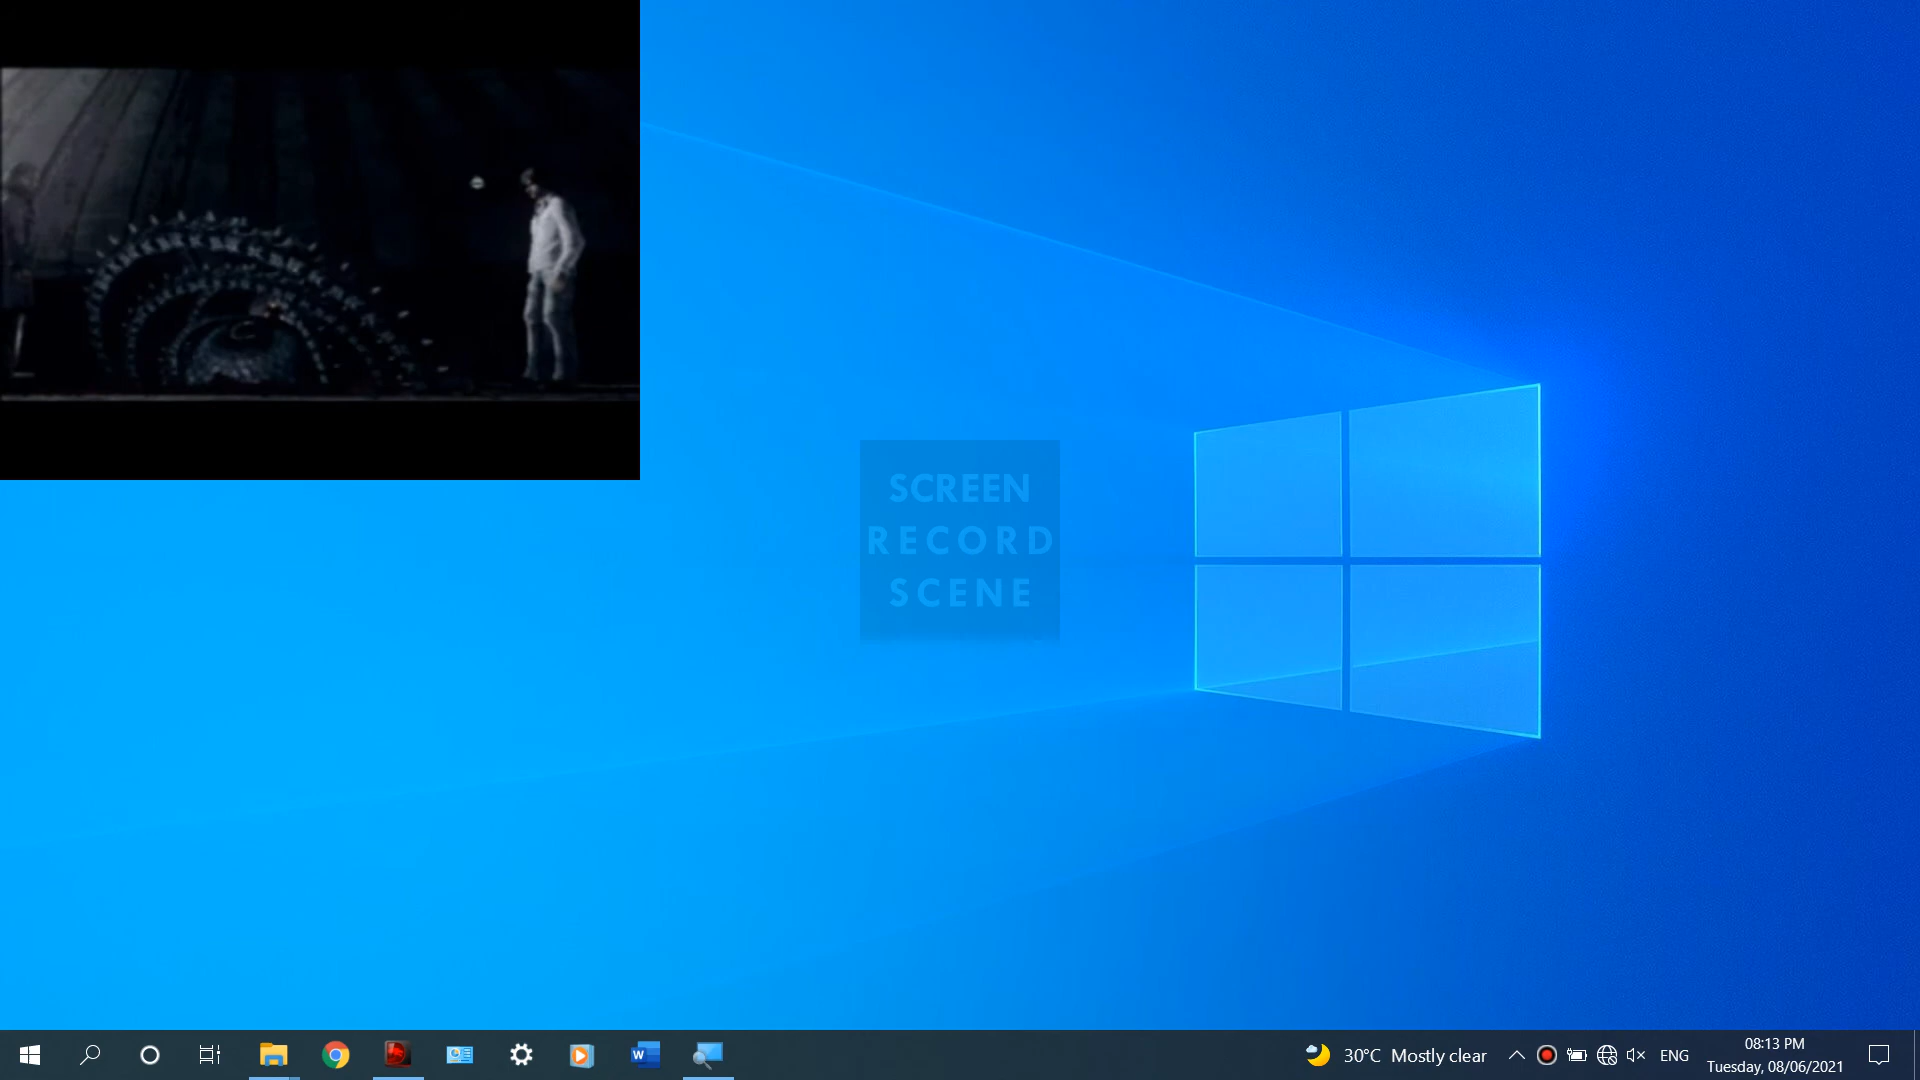 SCREEN
RECORD
SCENE
W
30°C Mostly clear
ENG
08:13 PM
Tuesday, 08/06/2021